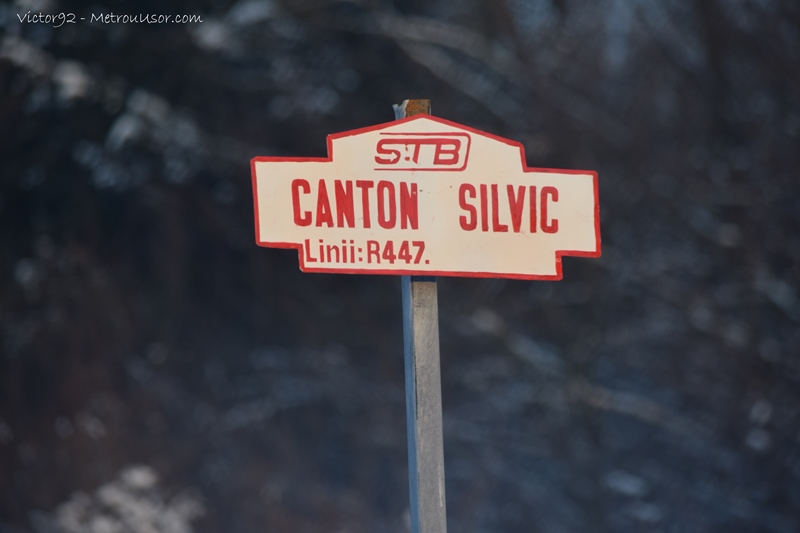 Victor92 - MetrouUsor.com
STB
CANTON SILVIC
Linii:R447.